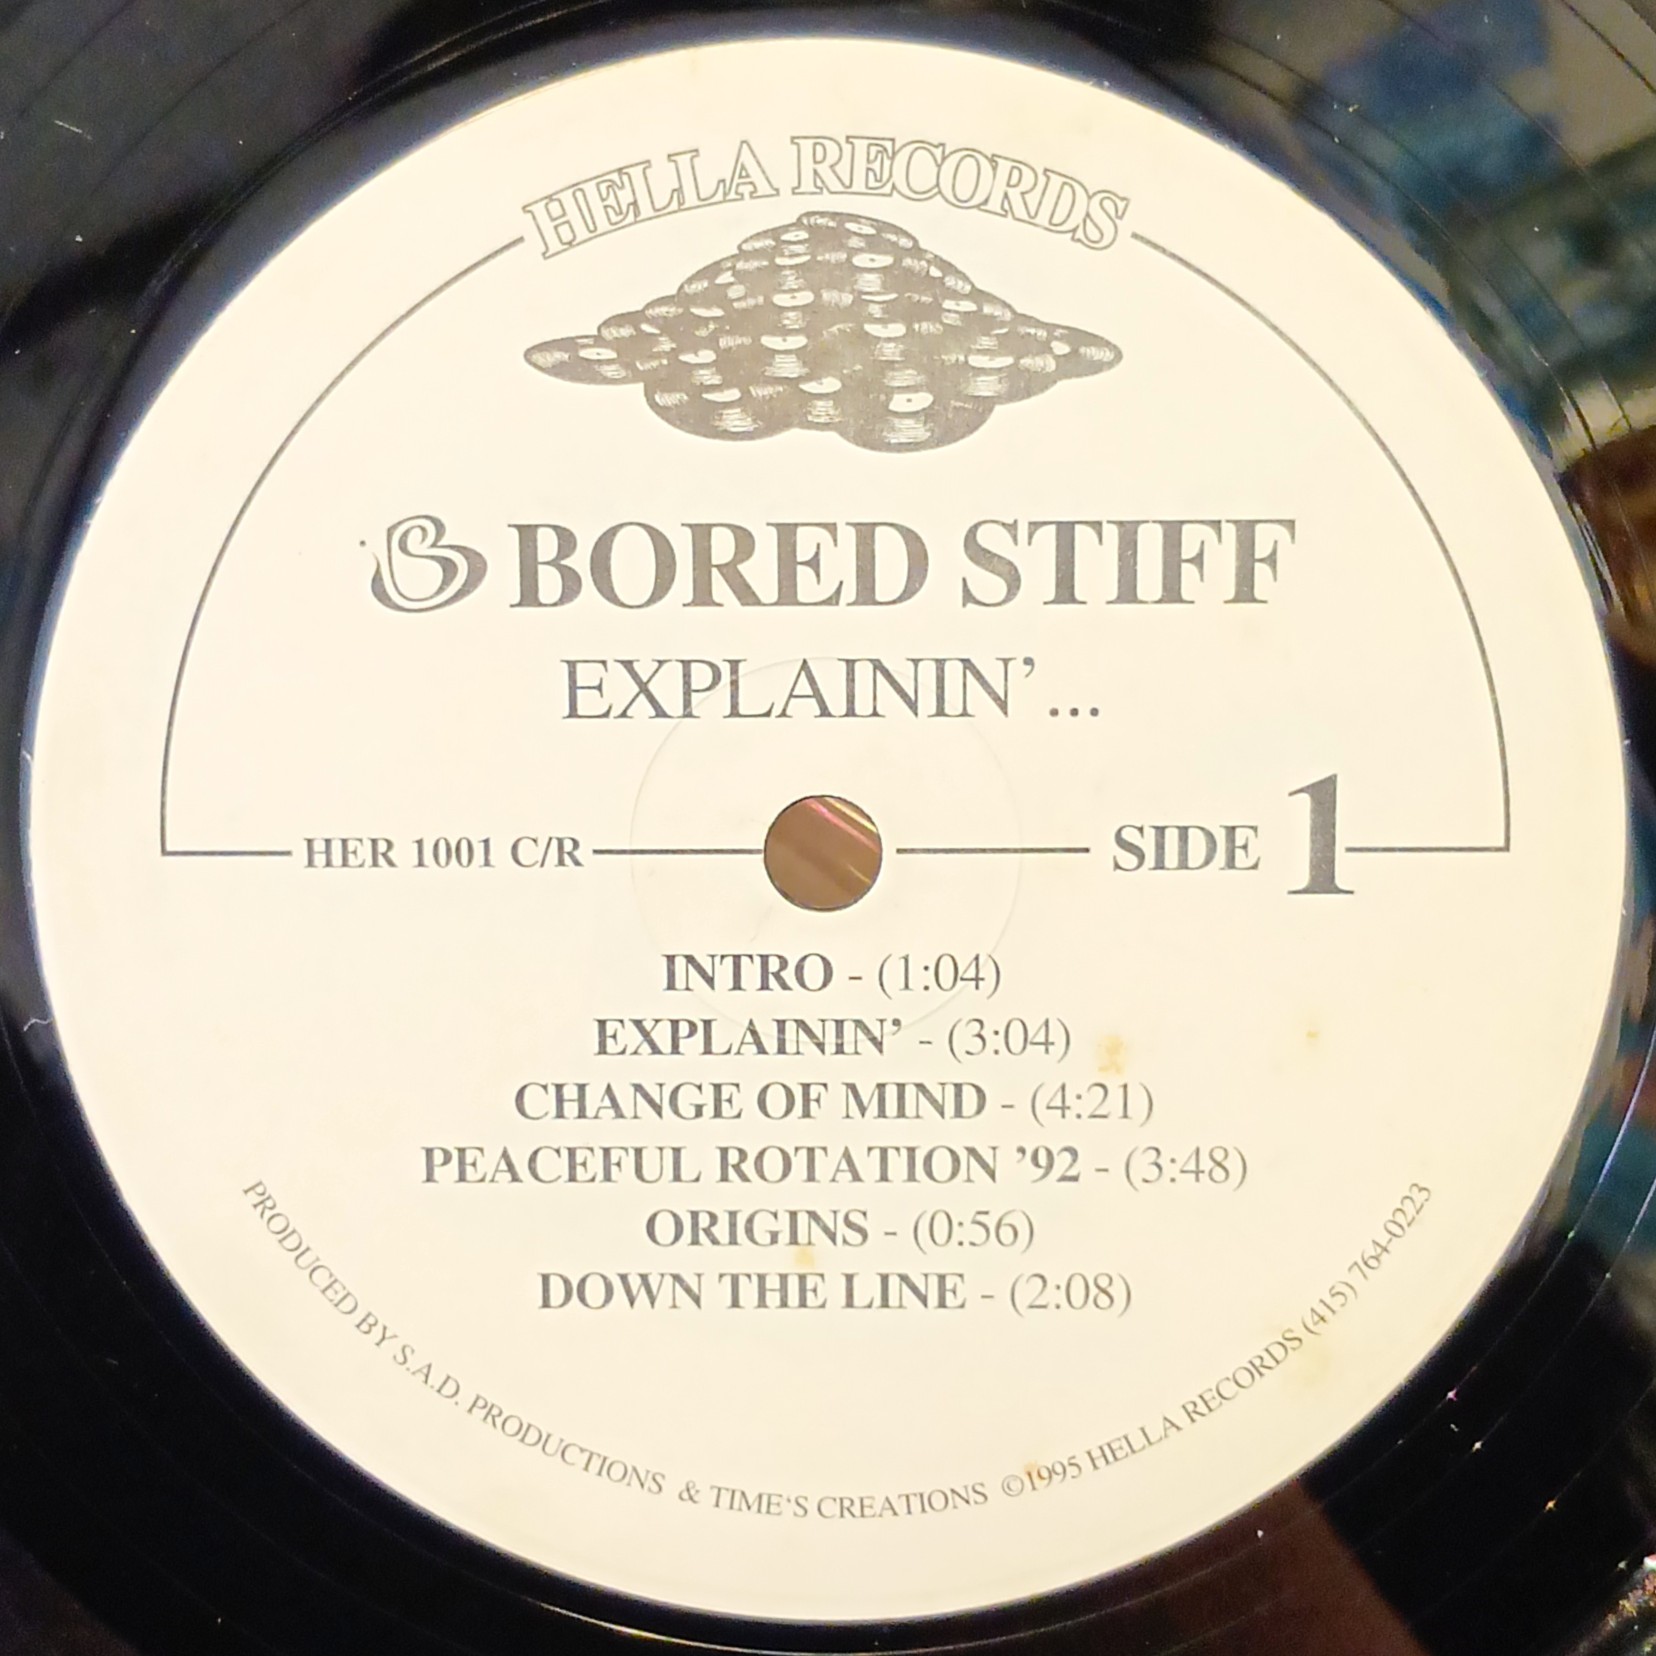 HELLA RECORDS
B BORED STIFF
EXPLAININ’...
HER 1001 C/R
SIDE 1
INTRO - (1:04)
EXPLAININ’ - (3:04)
CHANGE OF MIND - (4:21)
PEACEFUL ROTATION ’92 - (3:48)
ORIGINS - (0:56)
DOWN THE LINE - (2:08)
PRODUCED BY S.A.D. PRODUCTIONS & TIME‘S CREATIONS ©1995 HELLA RECORDS (415) 764-0223